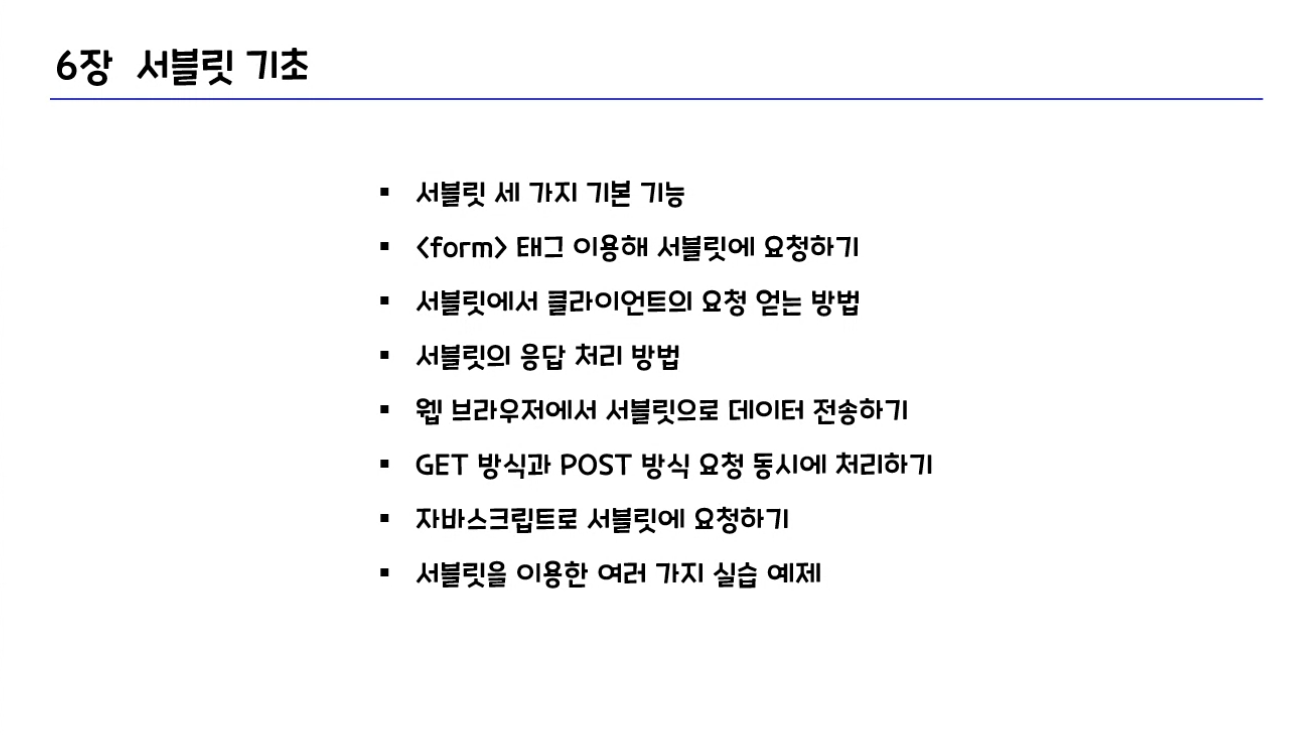 6장 서블릿 기초
▪ 서블릿 세 가지 기본 기능
▪ <form> 태그 이용해 서블릿에 요청하기
▪ 서블릿에서 클라이언트의 요청 얻는 방법
▪ 서블릿의 응답 처리 방법
▪ 웹 브라우저에서 서블릿으로 데이터 전송하기
▪ GET 방식과 POST 방식 요청 동시에 처리하기
▪ 자바스크립트로 서블릿에 요청하기
▪ 서블릿을 이용한 여러 가지 실습 예제